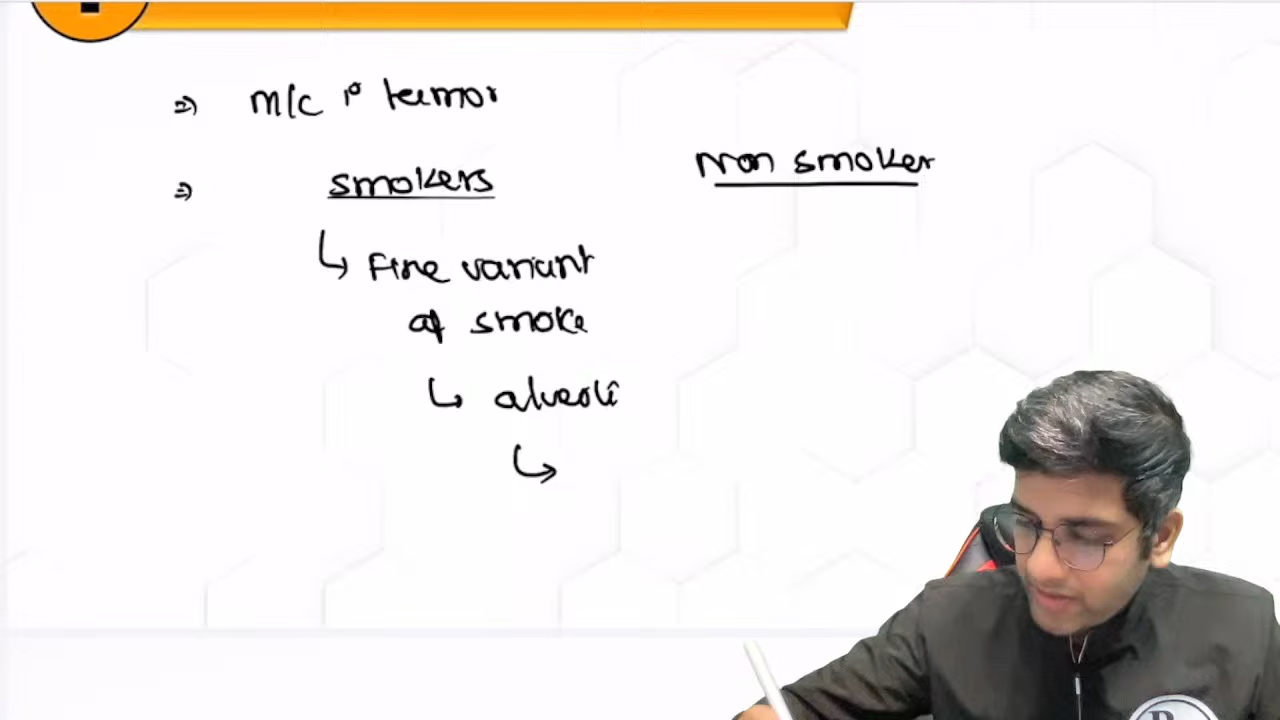 ⇒ M/C 1° tumor
Non smoker
⇒ smokers
↳ Fine variant
of smoke
↳ alveoli
↳